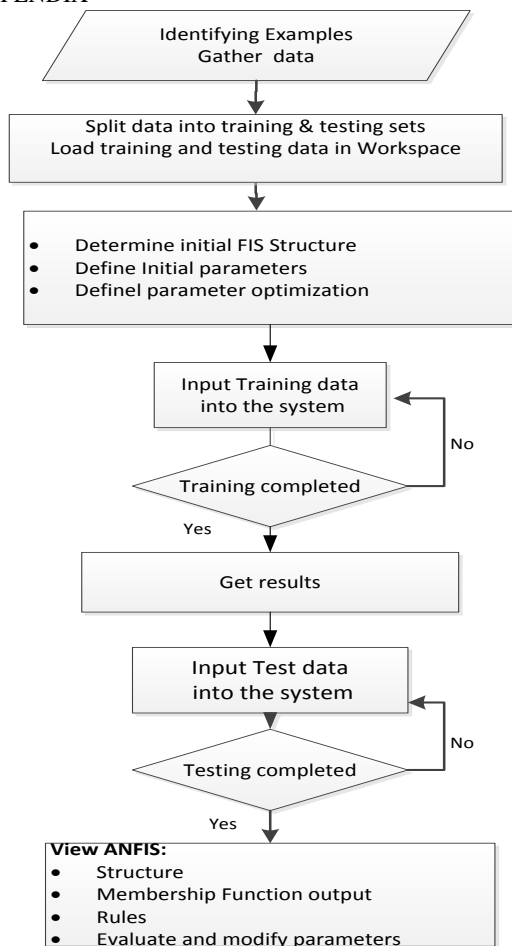 Identifying Examples
Gather data
Split data into training & testing sets
Load training and testing data in Workspace
• Determine initial FIS Structure
• Define Initial parameters
• Definel parameter optimization
Input Training data
into the system
No
Training completed
Yes
Get results
Input Test data
into the system
No
Testing completed
Yes
View ANFIS:
• Structure
• Membership Function output
• Rules
• Evaluate and modify parameters